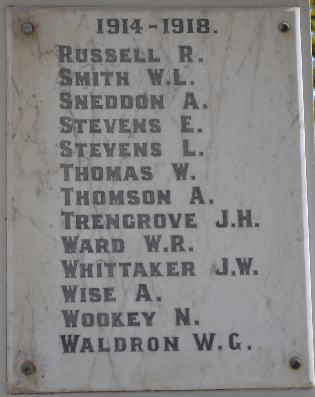 1914-1918.
RUSSELL R.
SMITH W.L.
SNEDDON A.
STEVENS E.
STEVENS L.
THOMAS W.
THOMSON A.
TRENGROVE J.H.
WARD W.R.
WHITTAKER J.W.
WISE A.
WOOKEY N.
WALDRON W.G.